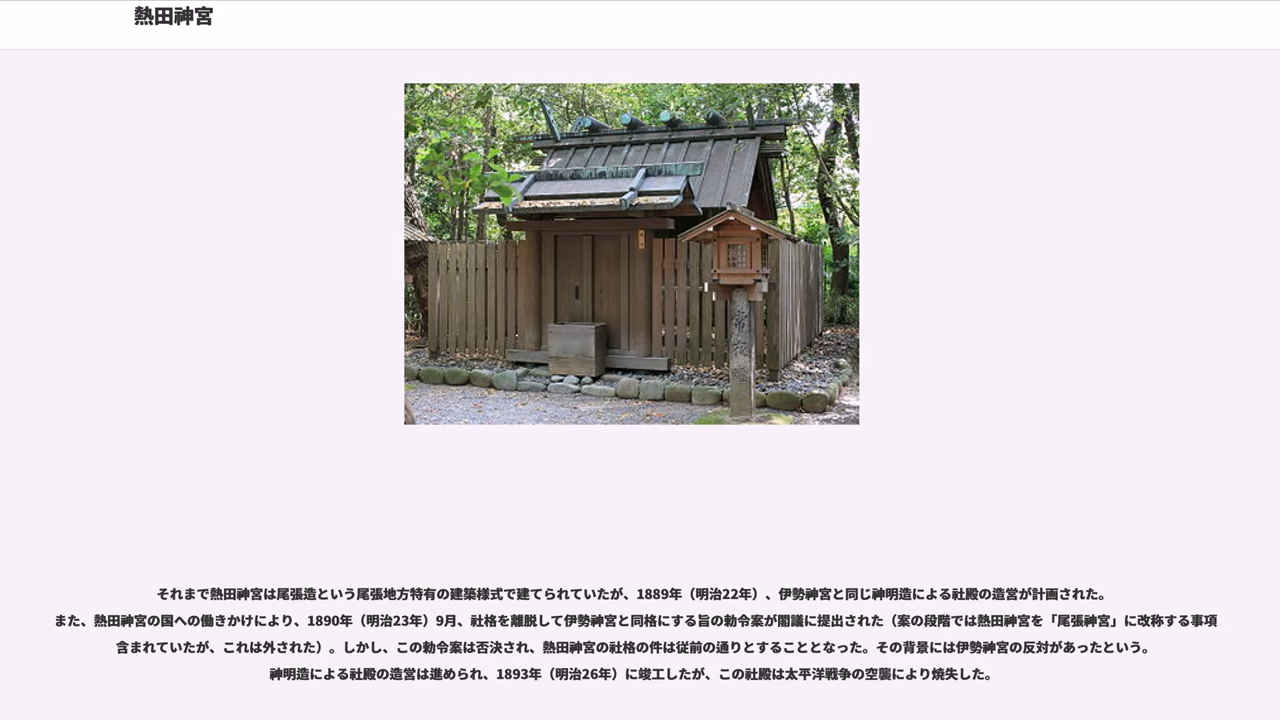 熱田神宮
それまで熱田神宮は尾張造という尾張地方特有の建築様式で建てられていたが、1889年（明治22年）、伊勢神宮と同じ神明造による社殿の造営が計画された。
また、熱田神宮の国への働きかけにより、1890年（明治23年）9月、社格を離脱して伊勢神宮と同格にする旨の勅令案が閣議に提出された（案の段階では熱田神宮を「尾張神宮」に改称する事項
含まれていたが、これは外された）。しかし、この勅令案は否決され、熱田神宮の社格の件は従前の通りとすることとなった。その背景には伊勢神宮の反対があったという。
神明造による社殿の造営は進められ、1893年（明治26年）に竣工したが、この社殿は太平洋戦争の空襲により焼失した。